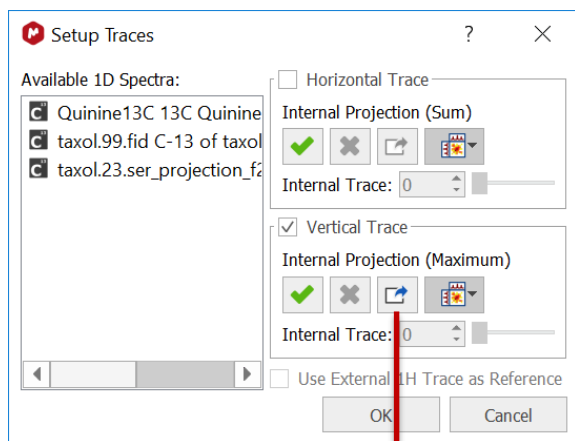 Setup Traces
Available 1D Spectra:
Quinine13C 13C Quinine
taxol.99.fid C-13 of taxol
taxol.23.ser_projection_f2
Horizontal Trace
Internal Projection (Sum)
Internal Trace: 0
Vertical Trace
Internal Projection (Maximum)
Internal Trace: 0
Use External 1H Trace as Reference
OK
Cancel